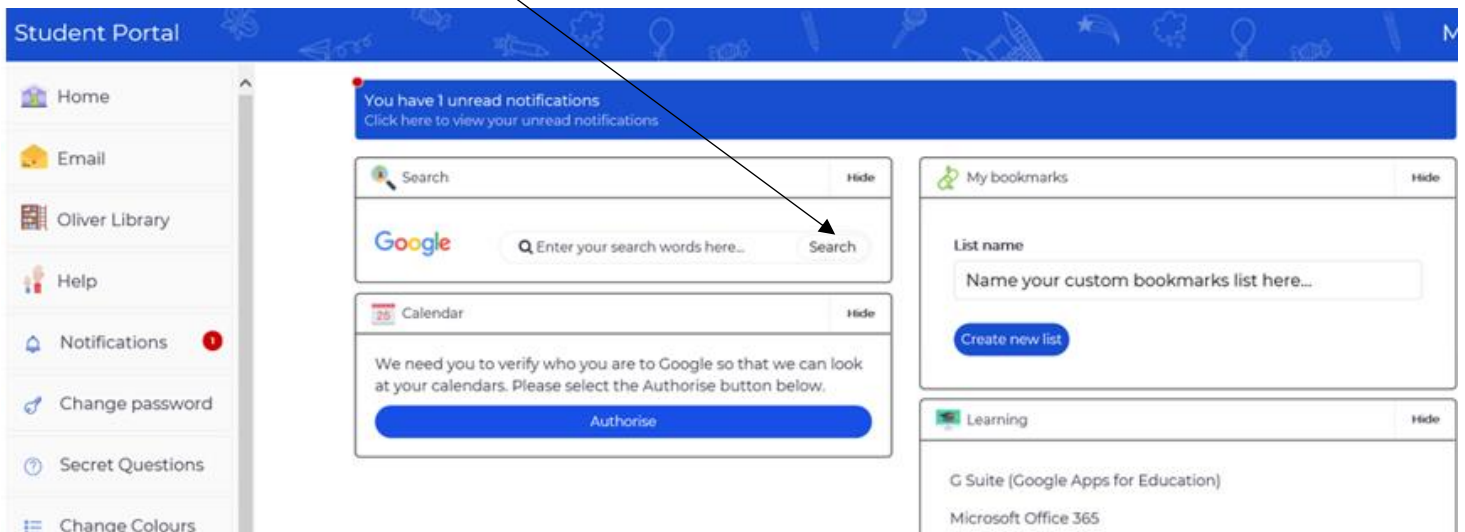 Student Portal
M
Home
Email
Oliver Library
Help
Notifications 1
Change password
Secret Questions
Change Colours
You have 1 unread notifications
Click here to view your unread notifications
Search Hide
Google Enter your search words here... Search
26 Calendar Hide
We need you to verify who you are to Google so that we can look
at your calendars. Please select the Authorise button below.
Authorise
My bookmarks Hide
List name
Name your custom bookmarks list here...
Create new list
Learning Hide
G Suite (Google Apps for Education)
Microsoft Office 365